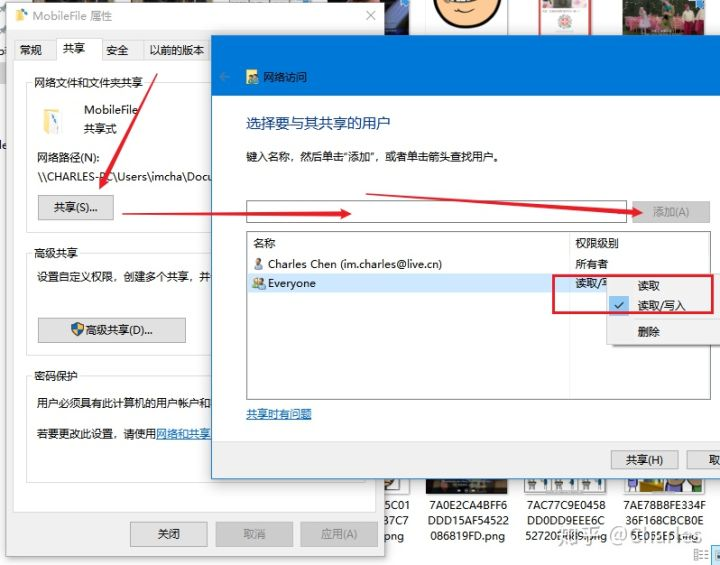 MobileFile 属性
常规 共享 安全 以前的版本
网络文件和文件夹共享
MobileFile
共享式
网络路径(N):
\\CHARLES-PC\Users\imcha\Docu
共享(S)...
高级共享
设置自定义权限，创建多个共享，并
高级共享(D)...
密码保护
用户必须具有此计算机的用户帐户和
若要更改此设置，请使用网络和共享
关闭 取消 应用(A)
网络访问
选择要与其共享的用户
键入名称，然后单击"添加"，或者单击箭头查找用户。
添加(A)
名称 权限级别
Charles Chen (im.charles@live.cn) 所有者
Everyone 读取/写
读取
读取/写入
删除
共享时有问题
共享(H) 取
5C01
B7C7
.png
7A0E2CA4BFF6
DDD15AF54522
086819FD.png
7AC77C9E0458
DD0DD9EEE6C
.png
7AE78B8FE334F
36F168CBCB0E
.png
知乎 @Charles